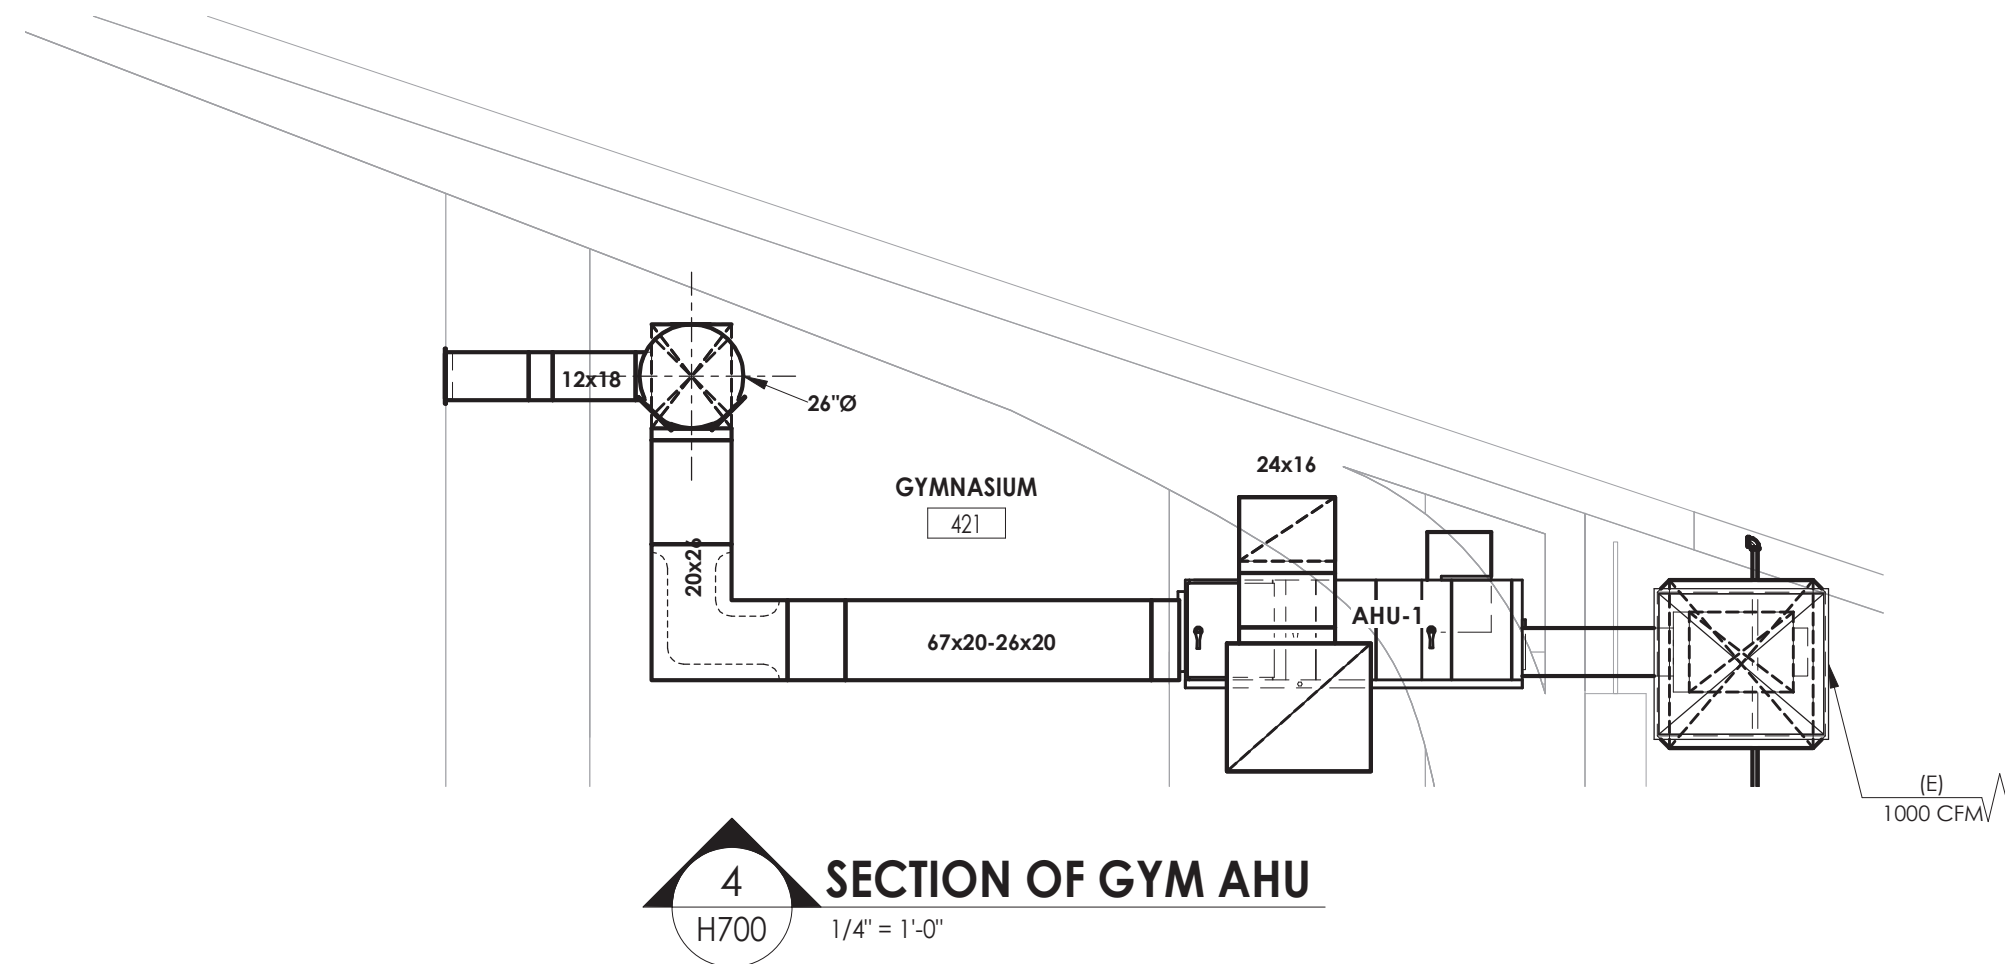 12x18
26"Ø
24x16
GYMNASIUM
421
20x26
AHU-1
67x20-26x20
(E)
1000 CFM
4
SECTION OF GYM AHU
H700
1/4" = 1'-0"